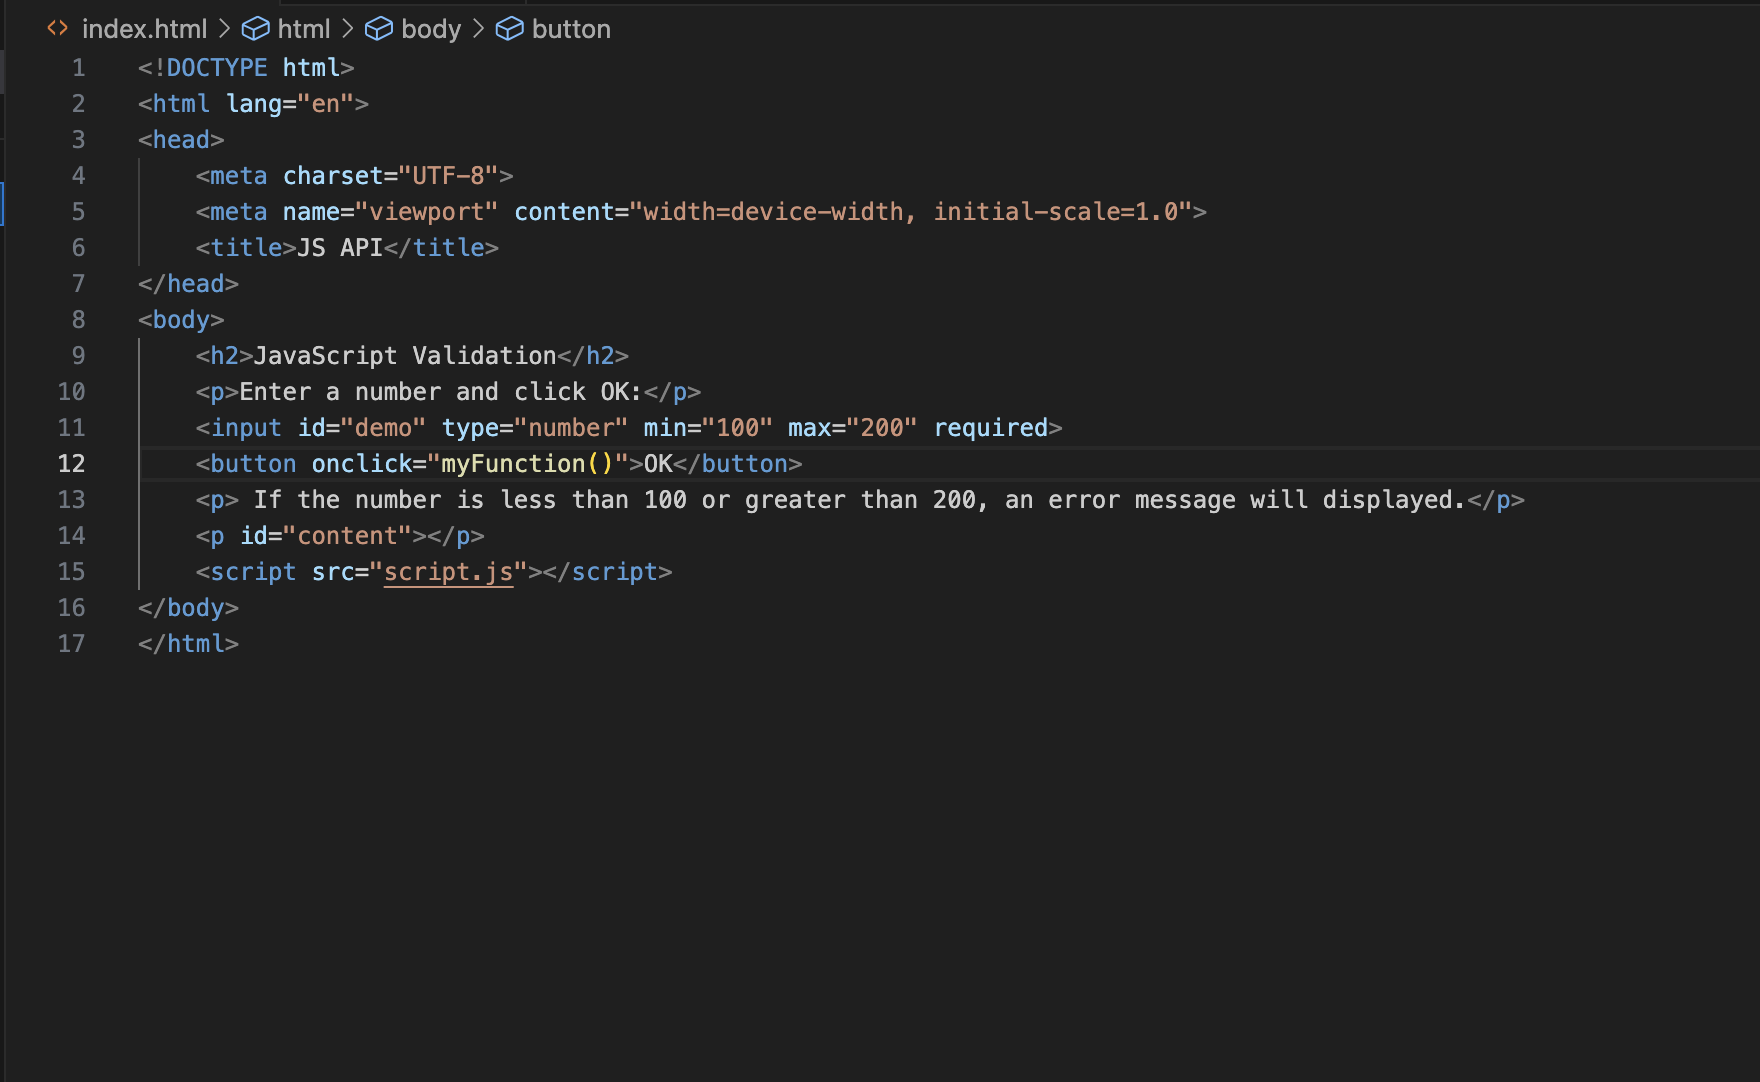 index.html > html > body > button
1 <!DOCTYPE html>
2 <html lang="en">
3 <head>
4     <meta charset="UTF-8">
5     <meta name="viewport" content="width=device-width, initial-scale=1.0">
6     <title>JS API</title>
7 </head>
8 <body>
9     <h2>JavaScript Validation</h2>
10     <p>Enter a number and click OK:</p>
11     <input id="demo" type="number" min="100" max="200" required>
12     <button onclick="myFunction()">OK</button>
13     <p> If the number is less than 100 or greater than 200, an error message will displayed.</p>
14     <p id="content"></p>
15     <script src="script.js"></script>
16 </body>
17 </html>